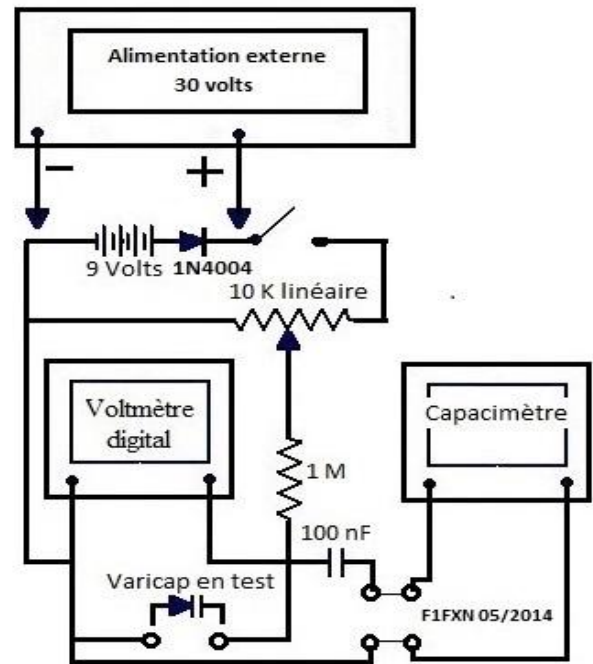 Alimentation externe
30 volts
− +
9 Volts 1N4004
10 K linéaire
Voltmètre
digital
Capacimètre
1 M
100 nF
Varicap en test
F1FXN 05/2014